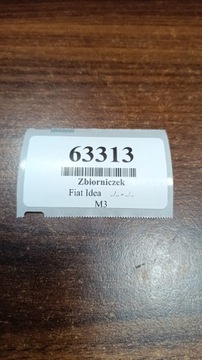 63313
Zbiorniczek
Fiat Idea ./.. - ./..
M3